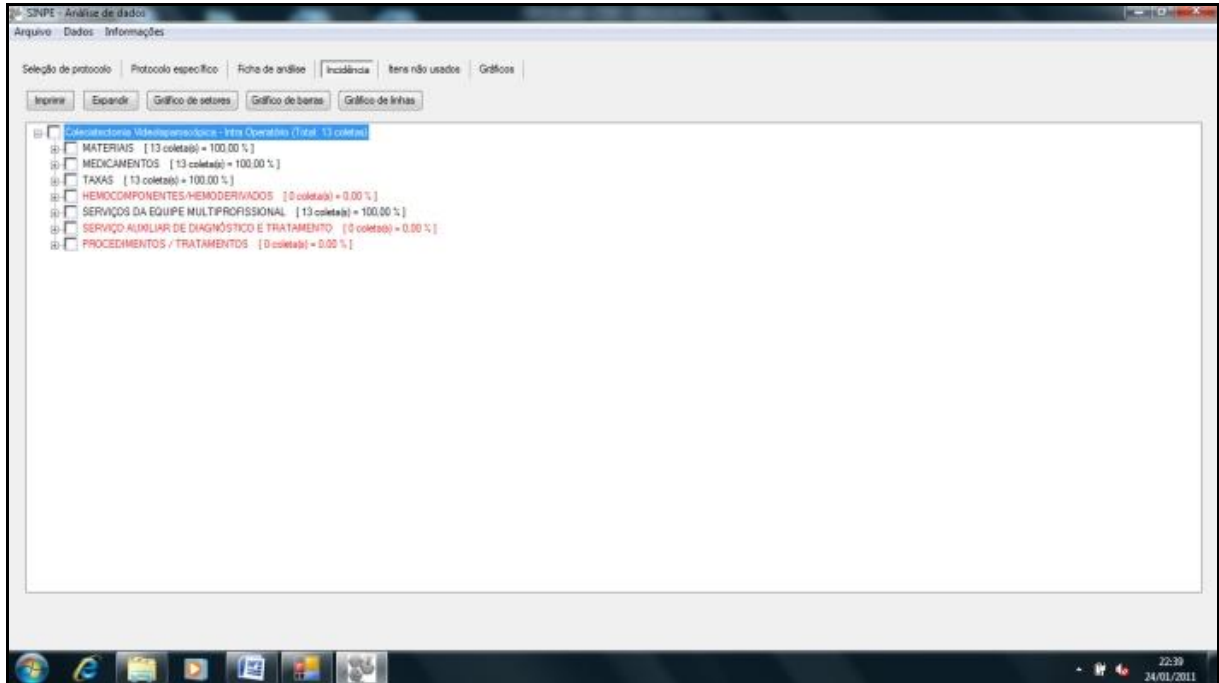 SINPE - Análise de dados
Arquivo Dados Informações
Seleção de protocolo Protocolo específico Ficha de análise Incidência Itens não usados Gráficos
Imprimir Expandir Gráfico de setores Gráfico de barras Gráfico de linhas
Colecistectomia Videolaparoscópica - Intra Operatório (Total: 13 coletas)
MATERIAIS [ 13 coleta(s) = 100,00 % ]
MEDICAMENTOS [ 13 coleta(s) = 100,00 % ]
TAXAS [ 13 coleta(s) = 100,00 % ]
HEMOCOMPONENTES/HEMODERIVADOS [ 0 coleta(s) = 0,00 % ]
SERVIÇOS DA EQUIPE MULTIPROFISSIONAL [ 13 coleta(s) = 100,00 % ]
SERVIÇO AUXILIAR DE DIAGNÓSTICO E TRATAMENTO [ 0 coleta(s) = 0,00 % ]
PROCEDIMENTOS / TRATAMENTOS [ 0 coleta(s) = 0,00 % ]
22:39
24/01/2011